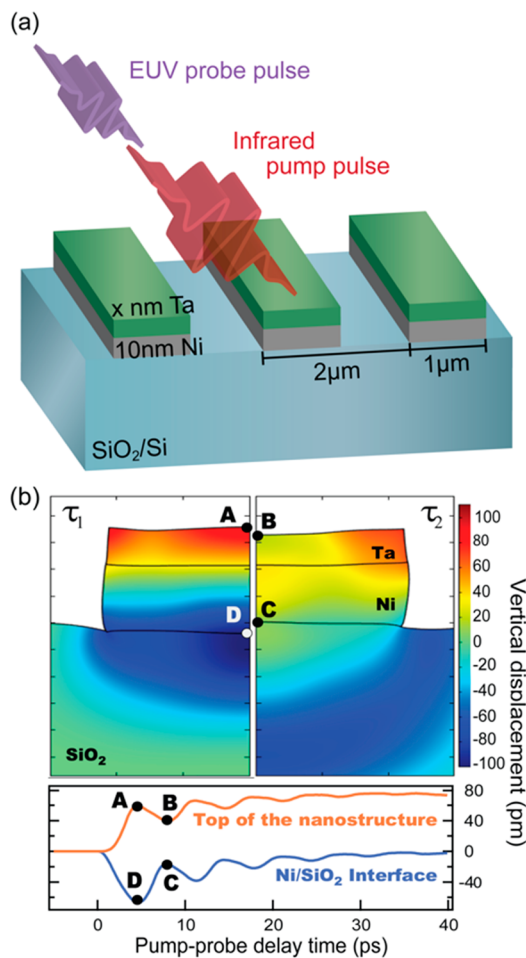 (a)
EUV probe pulse
Infrared
pump pulse
x nm Ta
10nm Ni
2μm
1μm
SiO₂/Si
(b)
τ₁
A
B
τ₂
Ta
Ni
C
D
SiO₂
100
80
60
40
20
0
-20
-40
-60
-80
-100
Vertical displacement (pm)
A
B
Top of the nanostructure
D
C
Ni/SiO₂ Interface
80
40
0
-40
0
10
20
30
40
Pump-probe delay time (ps)